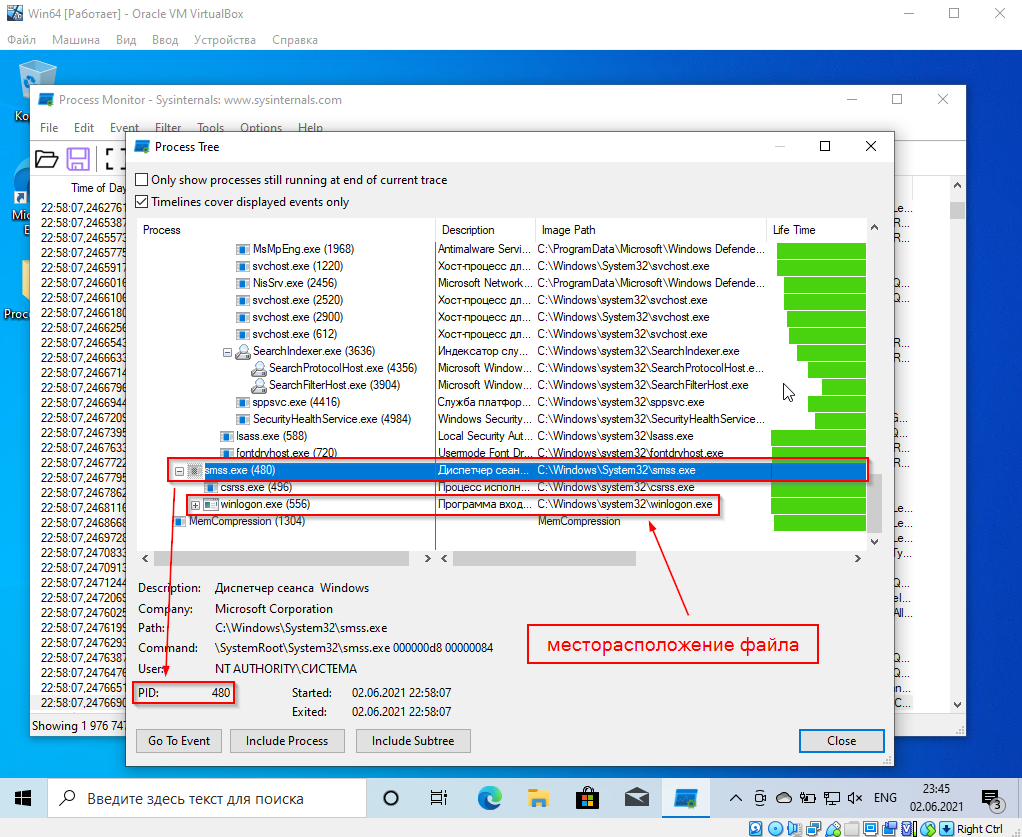 Win64 [Работает] - Oracle VM VirtualBox
Файл Машина Вид Ввод Устройства Справка
Ko
Process Monitor - Sysinternals: www.sysinternals.com
File Edit Event Filter Tools Options Help
Process Tree
Only show processes still running at end of current trace
Timelines cover displayed events only
Time of Day
Process Description Image Path Life Time
22:58:07,2462761
22:58:07,2465387
22:58:07,2465573
22:58:07,2465775
22:58:07,2465917
22:58:07,2466016
22:58:07,2466106
22:58:07,2466180
22:58:07,2466256
22:58:07,2466543
22:58:07,2466633
22:58:07,2466714
22:58:07,2466944
22:58:07,2467209
22:58:07,2467395
22:58:07,2467633
22:58:07,2467722
22:58:07,2467795
22:58:07,2467862
22:58:07,2468116
22:58:07,2468668
22:58:07,2469728
22:58:07,2470833
22:58:07,2470913
22:58:07,2471244
22:58:07,2472069
22:58:07,2476025
22:58:07,2476199
22:58:07,2476293
22:58:07,2476387
22:58:07,2476476
22:58:07,2476651
22:58:07,2476690
Showing 1 976 747
MsMpEng.exe (1968) Antimalware Servi... C:\ProgramData\Microsoft\Windows Defende...
svchost.exe (1220) Хост-процесс дл... C:\Windows\System32\svchost.exe
NisSrv.exe (2456) Microsoft Network... C:\ProgramData\Microsoft\Windows Defende...
svchost.exe (2520) Хост-процесс дл... C:\Windows\system32\svchost.exe
svchost.exe (2900) Хост-процесс дл... C:\Windows\System32\svchost.exe
svchost.exe (612) Хост-процесс дл... C:\Windows\system32\svchost.exe
SearchIndexer.exe (3636) Индексатор слу... C:\Windows\system32\SearchIndexer.exe
SearchProtocolHost.exe (4356) Microsoft Window... C:\Windows\system32\SearchProtocolHost.e...
SearchFilterHost.exe (3904) Microsoft Window... C:\Windows\system32\SearchFilterHost.exe
sppsvc.exe (4416) Служба платфор... C:\Windows\system32\sppsvc.exe
SecurityHealthService.exe (4984) Windows Security... C:\Windows\system32\SecurityHealthService...
lsass.exe (588) Local Security Aut... C:\Windows\system32\lsass.exe
fontdrvhost.exe (720) Usermode Font Dr... C:\Windows\system32\fontdrvhost.exe
smss.exe (480) Диспетчер сеан... C:\Windows\System32\smss.exe
csrss.exe (496) Процесс исполн... C:\Windows\system32\csrss.exe
winlogon.exe (556) Программа вход... C:\Windows\system32\winlogon.exe
MemCompression (1304) MemCompression
Description: Диспетчер сеанса Windows
Company: Microsoft Corporation
Path: C:\Windows\System32\smss.exe
Command: \SystemRoot\System32\smss.exe 000000d8 00000084
User: NT AUTHORITY\СИСТЕМА
PID: 480 Started: 02.06.2021 22:58:07
Exited: 02.06.2021 22:58:07
месторасположение файла
Go To Event Include Process Include Subtree Close
Mic
E
Proce
Введите здесь текст для поиска
ENG
23:45
02.06.2021
3
Right Ctrl